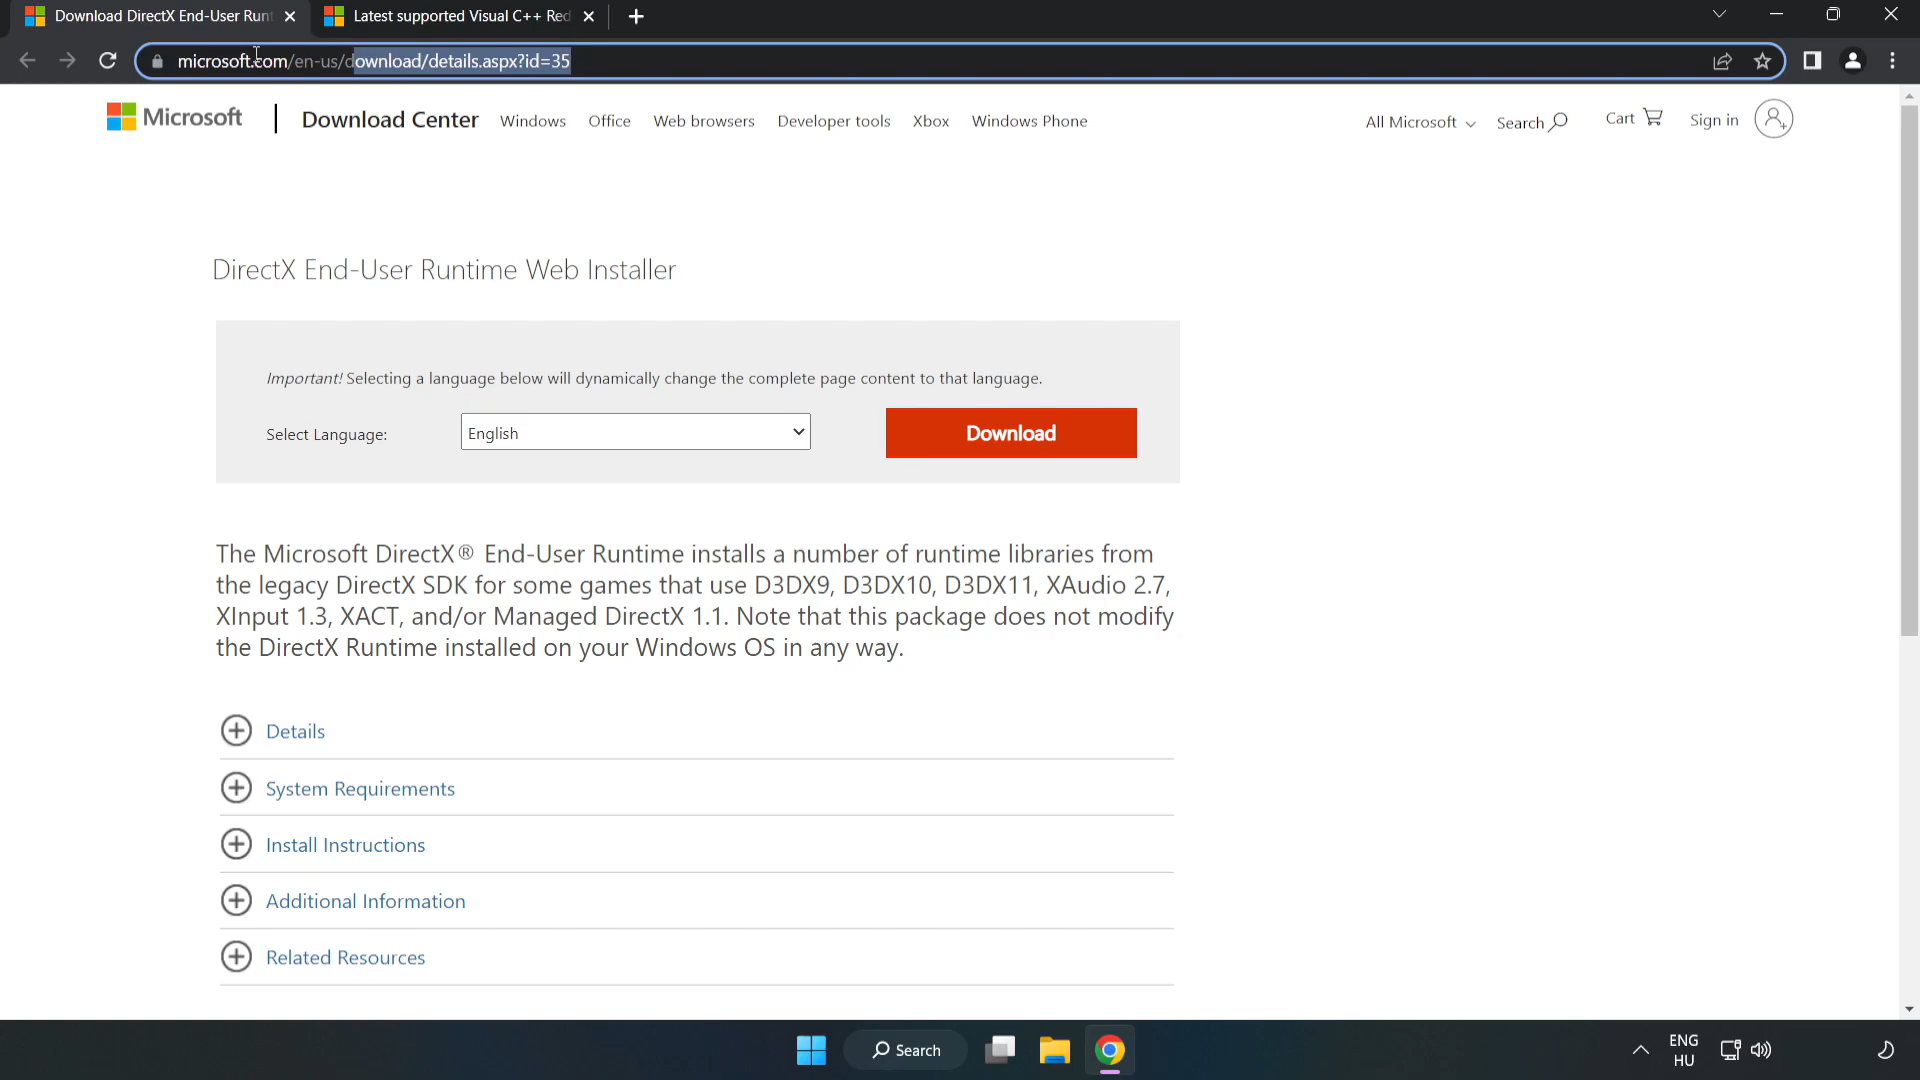 Download DirectX End-User Runt
Latest supported Visual C++ Red
microsoft.com/en-us/download/details.aspx?id=35
Microsoft
Download Center
Windows
Office
Web browsers
Developer tools
Xbox
Windows Phone
All Microsoft
Search
Cart
Sign in
DirectX End-User Runtime Web Installer
Important! Selecting a language below will dynamically change the complete page content to that language.
Select Language:
English
Download
The Microsoft DirectX® End-User Runtime installs a number of runtime libraries from
the legacy DirectX SDK for some games that use D3DX9, D3DX10, D3DX11, XAudio 2.7,
XInput 1.3, XACT, and/or Managed DirectX 1.1. Note that this package does not modify
the DirectX Runtime installed on your Windows OS in any way.
Details
System Requirements
Install Instructions
Additional Information
Related Resources
Search
ENG
HU